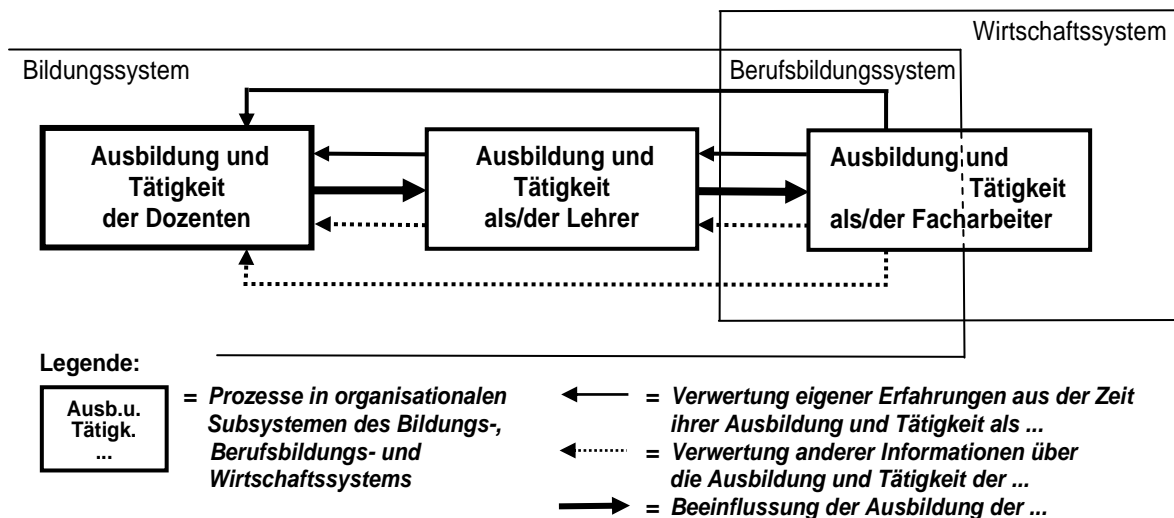 Wirtschaftssystem
Bildungssystem
Berufsbildungssystem
Ausbildung und
Tätigkeit
der Dozenten
Ausbildung und
Tätigkeit
als/der Lehrer
Ausbildung und
Tätigkeit
als/der Facharbeiter
Legende:
Ausb.u.
Tätigk.
...
= Prozesse in organisationalen
Subsystemen des Bildungs-,
Berufsbildungs- und
Wirtschaftssystems
= Verwertung eigener Erfahrungen aus der Zeit
ihrer Ausbildung und Tätigkeit als ...
= Verwertung anderer Informationen über
die Ausbildung und Tätigkeit der ...
= Beeinflussung der Ausbildung der ...